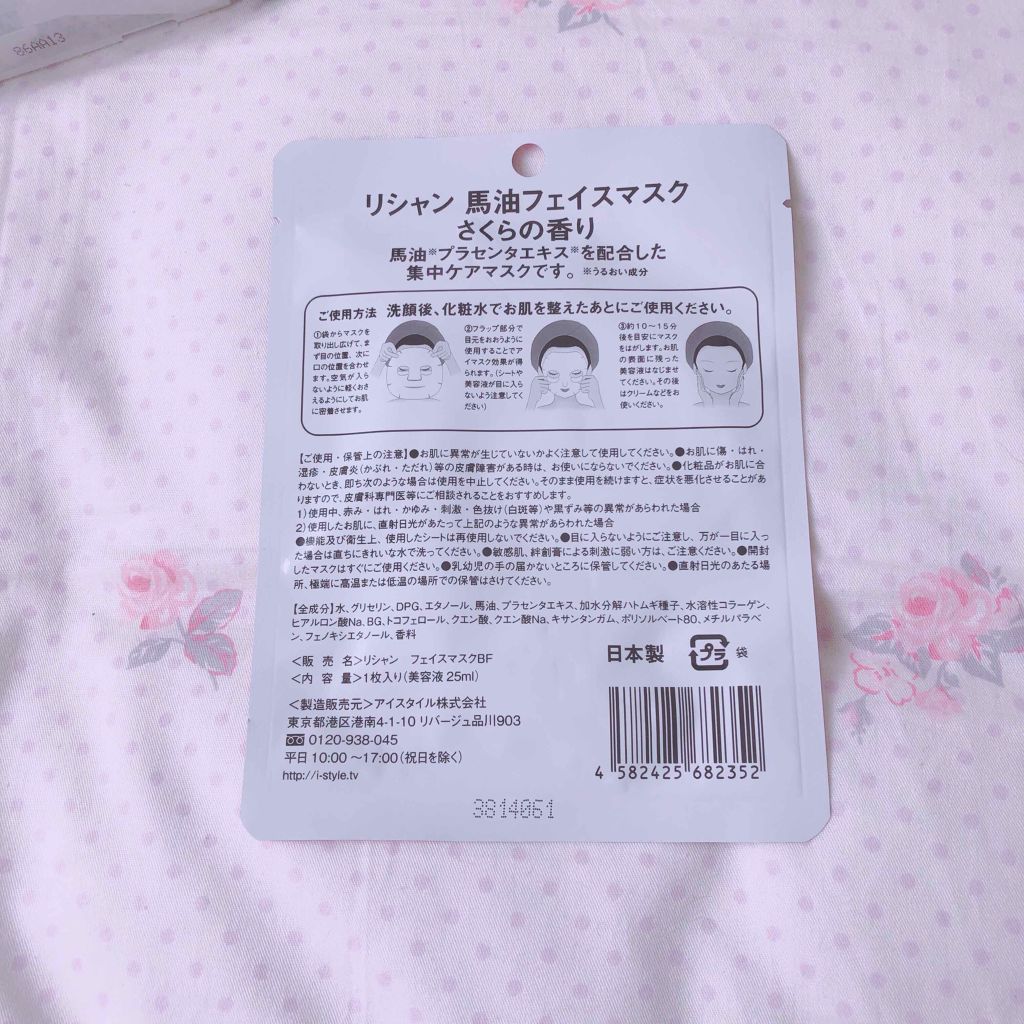 86AA13
リシャン 馬油フェイスマスク
さくらの香り
馬油※プラセンタエキス※を配合した
集中ケアマスクです。※うるおい成分
ご使用方法 洗顔後、化粧水でお肌を整えたあとにご使用ください。
①袋からマスクを
取り出し広げて、ま
ず目の位置、次に
口の位置を合わせ
ます。空気が入ら
ないように軽くおさ
えるようにしてお肌
に密着させます。
②フラップ部分で
目元をおおうように
使用することでア
イマスク効果が得
られます。(シートや
美容液が目に入ら
ないよう注意してく
ださい)
③約10〜15分
後を目安にマスク
をはがします。お肌
の表面に残った
美容液はなじませ
てください。その後
はクリームなどをお
使いください。
【ご使用・保管上の注意】●お肌に異常が生じていないかよく注意して使用してください。●お肌に傷・はれ・
湿疹・皮膚炎(かぶれ・ただれ)等の皮膚障害がある時は、お使いにならないでください。●化粧品がお肌に合
わないとき、即ち次のような場合は使用を中止してください。そのまま使用を続けますと、症状を悪化させることがあ
りますので、皮膚科専門医等にご相談されることをおすすめします。
1)使用中、赤み・はれ・かゆみ・刺激・色抜け(白斑等)や黒ずみ等の異常があらわれた場合
2)使用したお肌に、直射日光があたって上記のような異常があらわれた場合
●機能及び衛生上、使用したシートは再使用しないでください。●目に入らないようにご注意し、万が一目に入っ
た場合は直ちにきれいな水で洗ってください。●敏感肌、絆創膏による刺激に弱い方は、ご注意ください。●開封
したマスクはすぐにご使用ください。●乳幼児の手の届かないところに保管してください。●直射日光のあたる場
所、極端に高温または低温の場所での保管はさけてください。
【全成分】水、グリセリン、DPG、エタノール、馬油、プラセンタエキス、加水分解ハトムギ種子、水溶性コラーゲン、
ヒアルロン酸Na、BG、トコフェロール、クエン酸、クエン酸Na、キサンタンガム、ポリソルベート80、メチルパラベ
ン、フェノキシエタノール、香料
＜販 売 名＞リシャン フェイスマスクBF
＜内 容 量＞1枚入り(美容液 25ml)
日本製 プラ 袋
＜製造販売元＞アイスタイル株式会社
東京都港区港南4-1-10 リバージュ品川903
0120-938-045
平日 10:00 〜17:00(祝日を除く)
http://i-style.tv
4 582425 682352
3814061